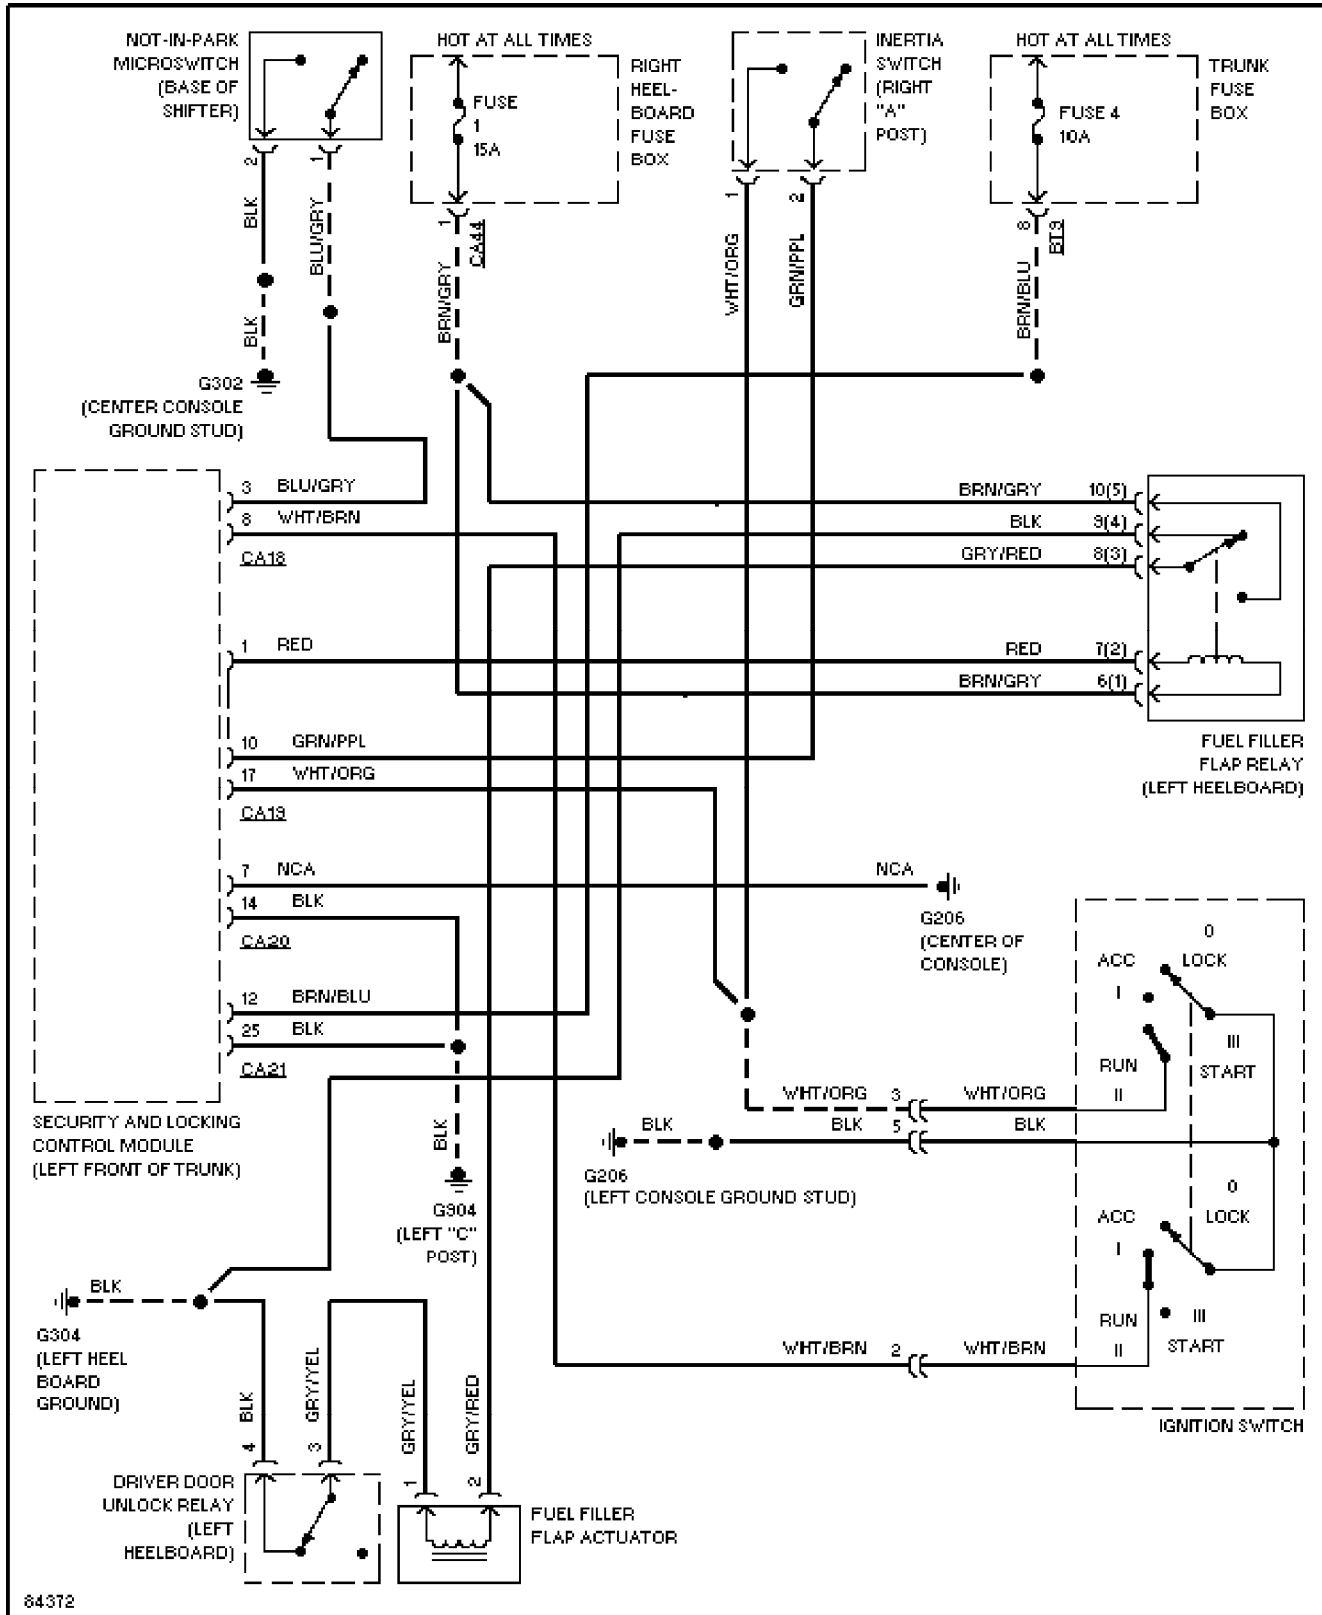 NOT-IN-PARK
MICROSWITCH
(BASE OF
SHIFTER)
HOT AT ALL TIMES
FUSE
1
15A
RIGHT
HEEL-
BOARD
FUSE
BOX
INERTIA
SWITCH
(RIGHT
"A"
POST)
HOT AT ALL TIMES
FUSE 4
10A
TRUNK
FUSE
BOX
2
1
1
CA44
1
2
8
BT3
BLK
BLU/GRY
BRN/GRY
WHT/ORG
GRN/PPL
BRN/BLU
BLK
G302
(CENTER CONSOLE
GROUND STUD)
3 BLU/GRY
8 WHT/BRN
CA18
1 RED
10 GRN/PPL
17 WHT/ORG
CA19
7 NCA
14 BLK
CA20
12 BRN/BLU
25 BLK
CA21
SECURITY AND LOCKING
CONTROL MODULE
(LEFT FRONT OF TRUNK)
BRN/GRY 10(5)
BLK 9(4)
GRY/RED 8(3)
RED 7(2)
BRN/GRY 6(1)
FUEL FILLER
FLAP RELAY
(LEFT HEELBOARD)
NCA
G206
(CENTER OF
CONSOLE)
0
ACC LOCK
I
III
RUN START
II
WHT/ORG 3 WHT/ORG
BLK BLK 5 BLK
G206
(LEFT CONSOLE GROUND STUD)
0
ACC LOCK
I
RUN III
II START
WHT/BRN 2 WHT/BRN
IGNITION SWITCH
BLK
G304
(LEFT "C"
POST)
BLK
G304
(LEFT HEEL
BOARD
GROUND)
BLK
GRY/YEL
GRY/YEL
GRY/RED
4
3
1
2
DRIVER DOOR
UNLOCK RELAY
(LEFT
HEELBOARD)
FUEL FILLER
FLAP ACTUATOR
84372